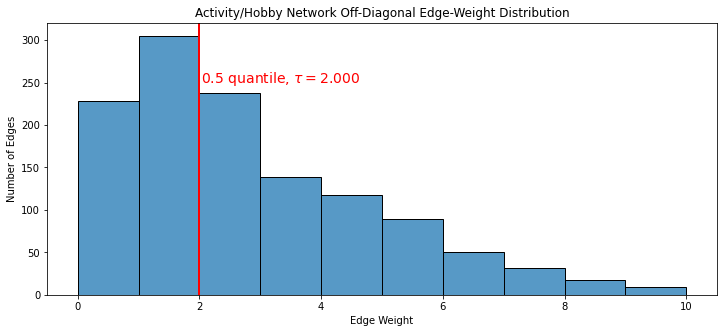 Activity/Hobby Network Off-Diagonal Edge-Weight Distribution
300
250
200
150
100
50
0
Number of Edges
0.5 quantile, τ = 2.000
0 2 4 6 8 10
Edge Weight